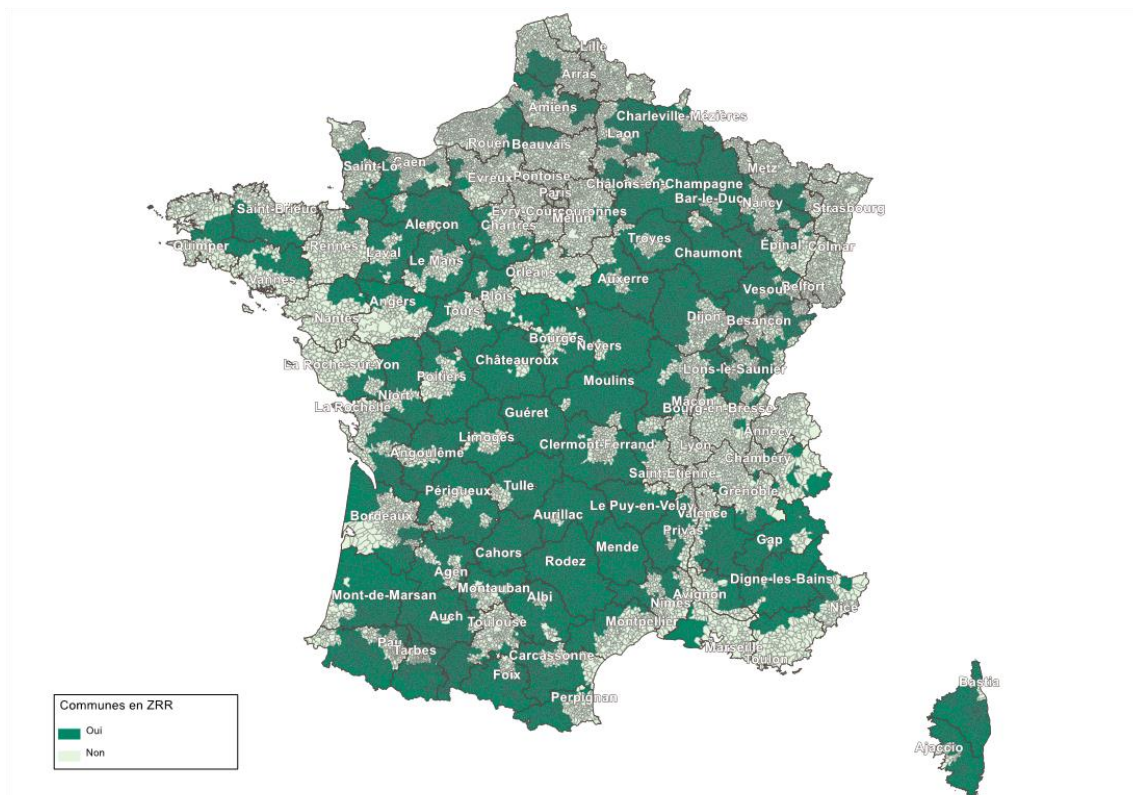 Lille
Arras
Amiens
Charleville-Mézières
Laon
Rouen
Beauvais
Saint-Lô
Caen
Evreux
Pontoise
Metz
Châlons-en-Champagne
Paris
Bar-le-Duc
Nancy
Strasbourg
Saint-Brieuc
Alençon
Évry-Courcouronnes
Melun
Chartres
Troyes
Quimper
Rennes
Chaumont
Épinal
Colmar
Laval
Le Mans
Orléans
Auxerre
Vannes
Vesoul
Belfort
Blois
Angers
Tours
Nantes
Dijon
Besançon
Bourges
Nevers
Châteauroux
La Roche-sur-Yon
Poitiers
Lons-le-Saunier
Moulins
Niort
Mâcon
La Rochelle
Bourg-en-Bresse
Guéret
Annecy
Limoges
Clermont-Ferrand
Lyon
Angoulême
Chambéry
Saint-Etienne
Périgueux
Tulle
Grenoble
Le Puy-en-Velay
Valence
Bordeaux
Aurillac
Privas
Gap
Cahors
Mende
Rodez
Agen
Digne-les-Bains
Montauban
Mont-de-Marsan
Albi
Avignon
Nîmes
Nice
Auch
Toulouse
Montpellier
Pau
Tarbes
Marseille
Carcassonne
Toulon
Foix
Bastia
Perpignan
Communes en ZRR
Oui
Ajaccio
Non